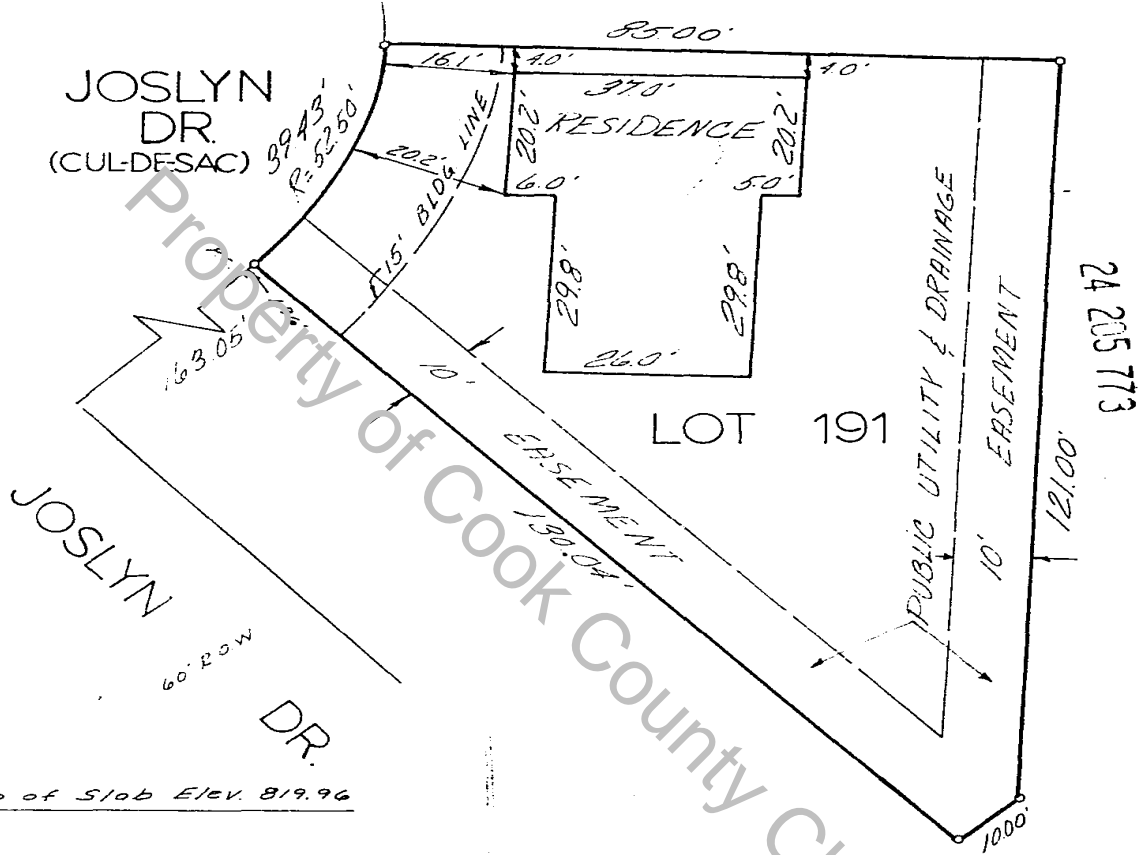 85.00'
JOSLYN
DR.
(CUL-DE-SAC)
39.43'
R=52.50'
16.1'
4.0'
4.0'
37.0'
RESIDENCE
20.2'
20.2'
20.2'
6.0'
5.0'
15' BLDG LINE
29.8'
29.8'
26.0'
163.05'
10'
EASEMENT
130.04'
LOT 191
PUBLIC UTILITY & DRAINAGE
EASEMENT
10'
121.00'
24 205 773
JOSLYN
60' ROW
DR.
10.00'
of Slab Elev. 819.96
Property of Cook County